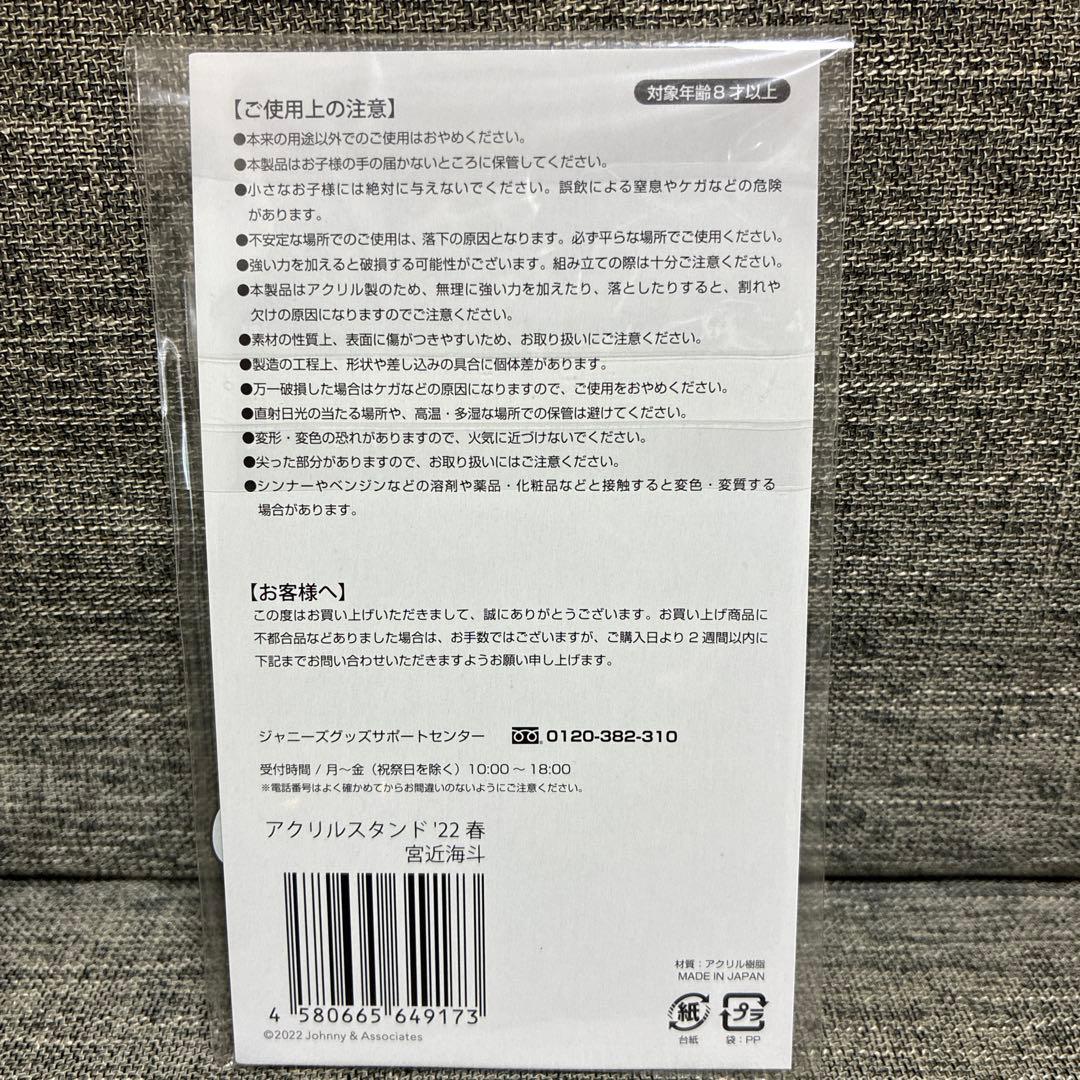 対象年齢8才以上
【ご使用上の注意】
●本来の用途以外でのご使用はおやめください。
●本製品はお子様の手の届かないところに保管してください。
●小さなお子様には絶対に与えないでください。誤飲による窒息やケガなどの危険
があります。
●不安定な場所でのご使用は、落下の原因となります。必ず平らな場所でご使用ください。
●強い力を加えると破損する可能性がございます。組み立ての際は十分ご注意ください。
●本製品はアクリル製のため、無理に強い力を加えたり、落としたりすると、割れや
欠けの原因になりますのでご注意ください。
●素材の性質上、表面に傷がつきやすいため、お取り扱いにご注意ください。
●製造の工程上、形状や差し込みの具合に個体差があります。
●万一破損した場合はケガなどの原因になりますので、ご使用をおやめください。
●直射日光の当たる場所や、高温・多湿な場所での保管は避けてください。
●変形・変色の恐れがありますので、火気に近づけないでください。
●尖った部分がありますので、お取り扱いにはご注意ください。
●シンナーやベンジンなどの溶剤や薬品・化粧品などと接触すると変色・変質する
場合があります。
【お客様へ】
この度はお買い上げいただきまして、誠にありがとうございます。お買い上げ商品に
不都合品などありました場合は、お手数ではございますが、ご購入日より2週間以内に
下記までお問い合わせいただきますようお願い申し上げます。
ジャニーズグッズサポートセンター 0120-382-310
受付時間 / 月〜金（祝祭日を除く）10:00 〜 18:00
※電話番号はよく確かめてからお間違いのないようにご注意ください。
アクリルスタンド '22 春
宮近海斗
4 580665 649173
©2022 Johnny & Associates
材質：アクリル樹脂
MADE IN JAPAN
紙 プラ
台紙 袋：PP